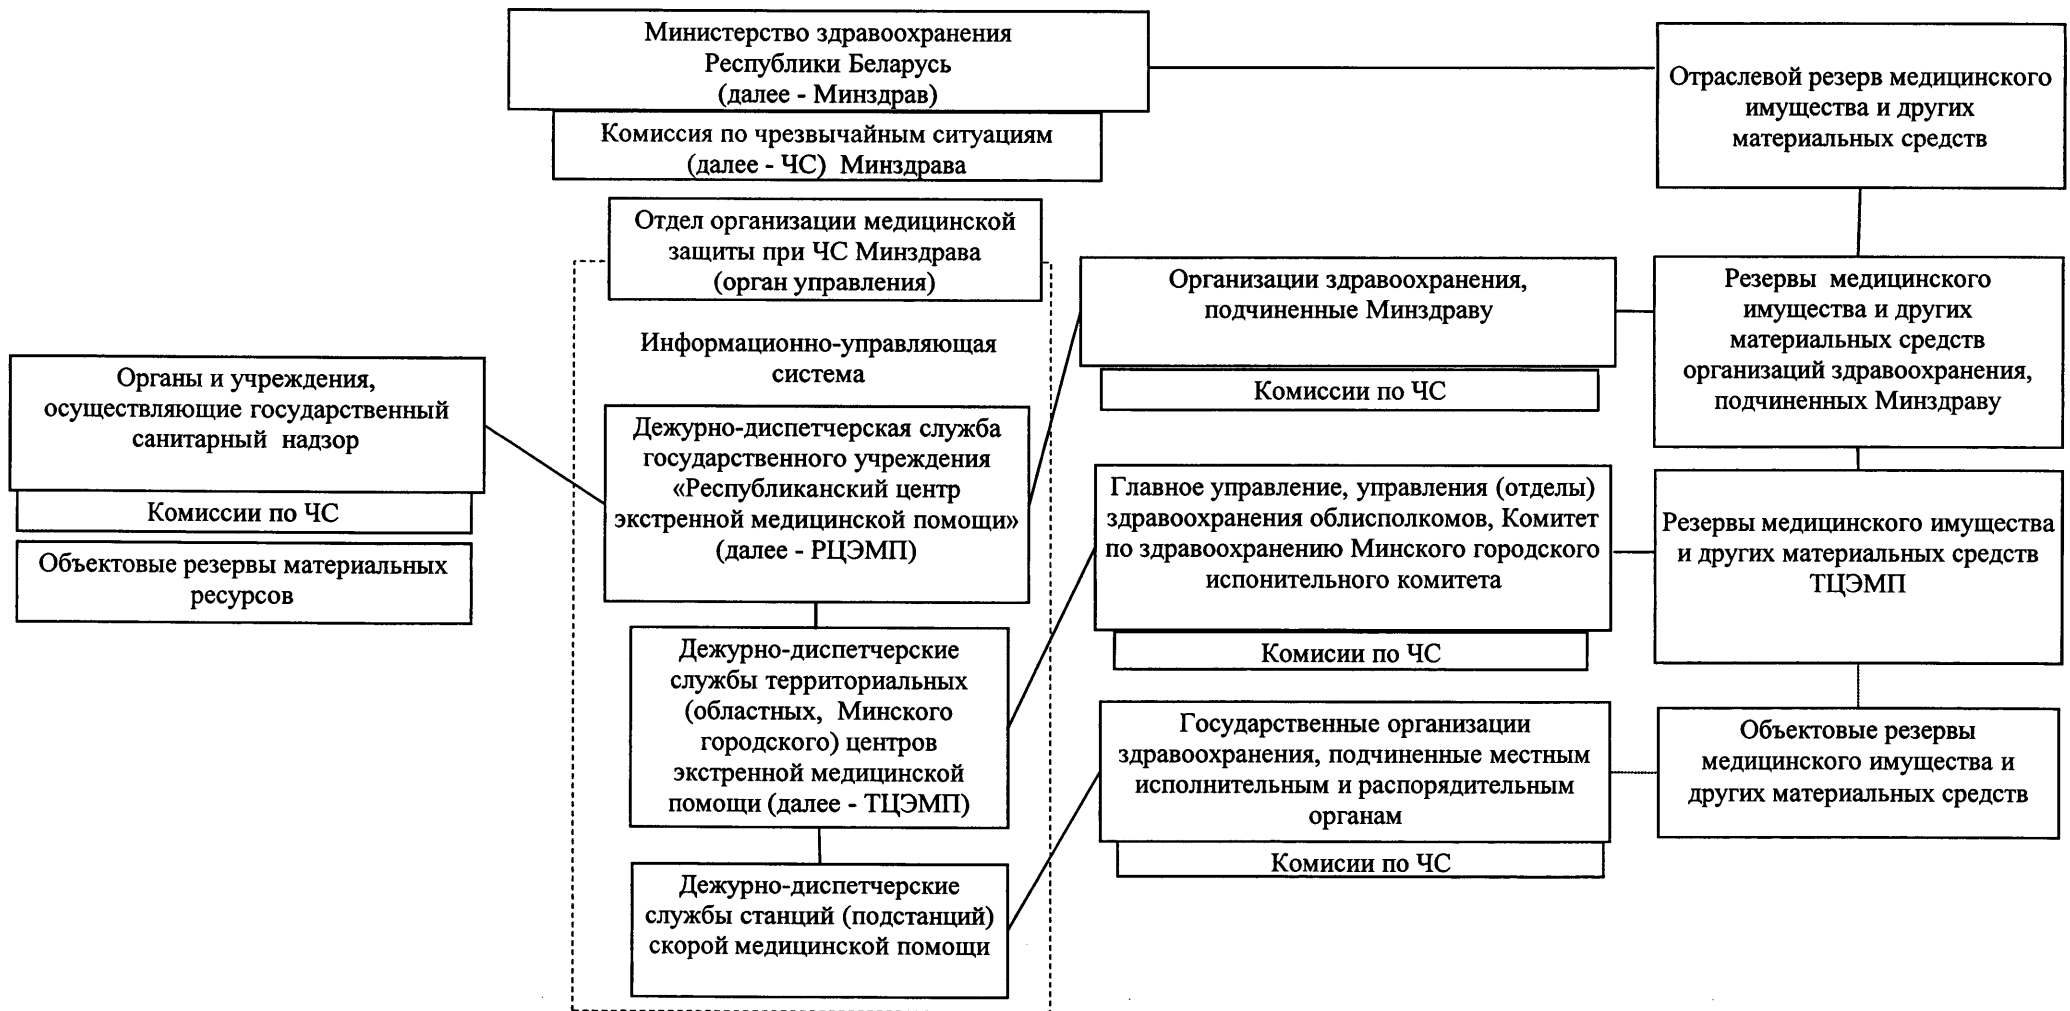 Министерство здравоохранения
Республики Беларусь
(далее - Минздрав)
Комиссия по чрезвычайным ситуациям
(далее - ЧС) Минздрава
Отраслевой резерв медицинского
имущества и других
материальных средств
Отдел организации медицинской
защиты при ЧС Минздрава
(орган управления)
Информационно-управляющая
система
Органы и учреждения,
осуществляющие государственный
санитарный надзор
Комиссии по ЧС
Объектовые резервы материальных
ресурсов
Дежурно-диспетчерская служба
государственного учреждения
«Республиканский центр
экстренной медицинской помощи»
(далее - РЦЭМП)
Дежурно-диспетчерские
службы территориальных
(областных, Минского
городского) центров
экстренной медицинской
помощи (далее - ТЦЭМП)
Дежурно-диспетчерские
службы станций (подстанций)
скорой медицинской помощи
Организации здравоохранения,
подчиненные Минздраву
Комиссии по ЧС
Главное управление, управления (отделы)
здравоохранения облисполкомов, Комитет
по здравоохранению Минского городского
испонительного комитета
Комисии по ЧС
Государственные организации
здравоохранения, подчиненные местным
исполнительным и распорядительным
органам
Комисии по ЧС
Резервы медицинского
имущества и других
материальных средств
организаций здравоохранения,
подчиненных Минздраву
Резервы медицинского имущества
и других материальных средств
ТЦЭМП
Объектовые резервы
медицинского имущества и
других материальных средств